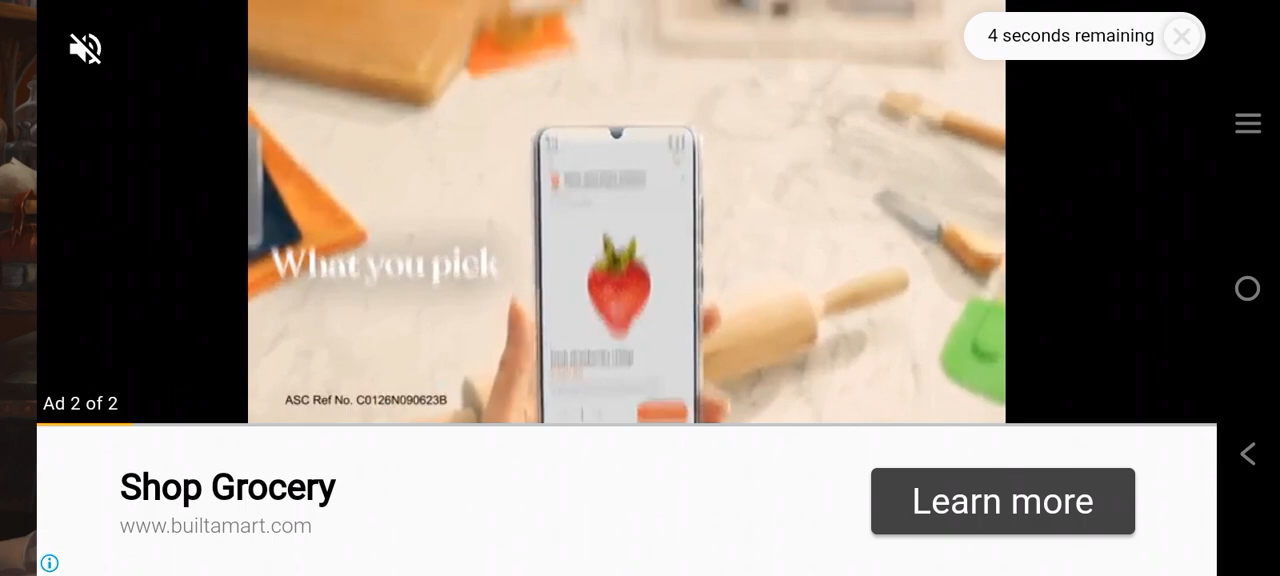 4 seconds remaining
What you pick
ASC Ref No. C0126N090623B
Ad 2 of 2
Shop Grocery
www.builtamart.com
Learn more